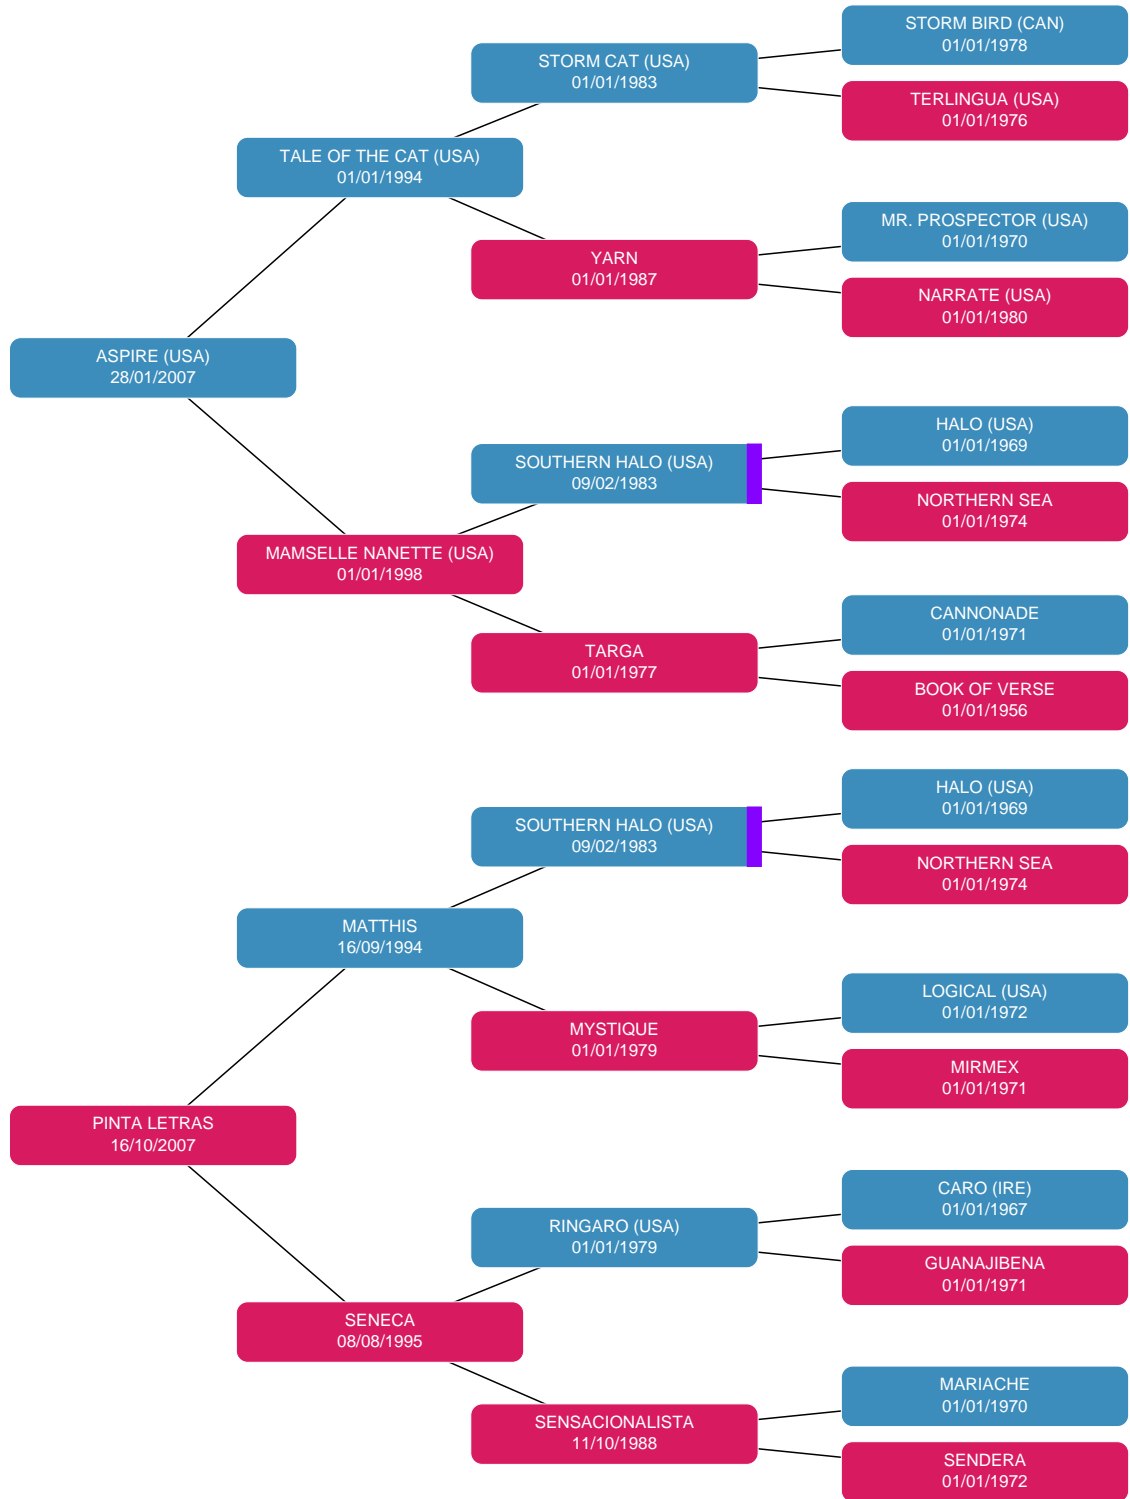 STORM BIRD (CAN)
01/01/1978
STORM CAT (USA)
01/01/1983
TERLINGUA (USA)
01/01/1976
TALE OF THE CAT (USA)
01/01/1994
MR. PROSPECTOR (USA)
01/01/1970
YARN
01/01/1987
NARRATE (USA)
01/01/1980
ASPIRE (USA)
28/01/2007
HALO (USA)
01/01/1969
SOUTHERN HALO (USA)
09/02/1983
NORTHERN SEA
01/01/1974
MAMSELLE NANETTE (USA)
01/01/1998
CANNONADE
01/01/1971
TARGA
01/01/1977
BOOK OF VERSE
01/01/1956
HALO (USA)
01/01/1969
SOUTHERN HALO (USA)
09/02/1983
NORTHERN SEA
01/01/1974
MATTHIS
16/09/1994
LOGICAL (USA)
01/01/1972
MYSTIQUE
01/01/1979
MIRMEX
01/01/1971
PINTA LETRAS
16/10/2007
CARO (IRE)
01/01/1967
RINGARO (USA)
01/01/1979
GUANAJIBENA
01/01/1971
SENECA
08/08/1995
MARIACHE
01/01/1970
SENSACIONALISTA
11/10/1988
SENDERA
01/01/1972